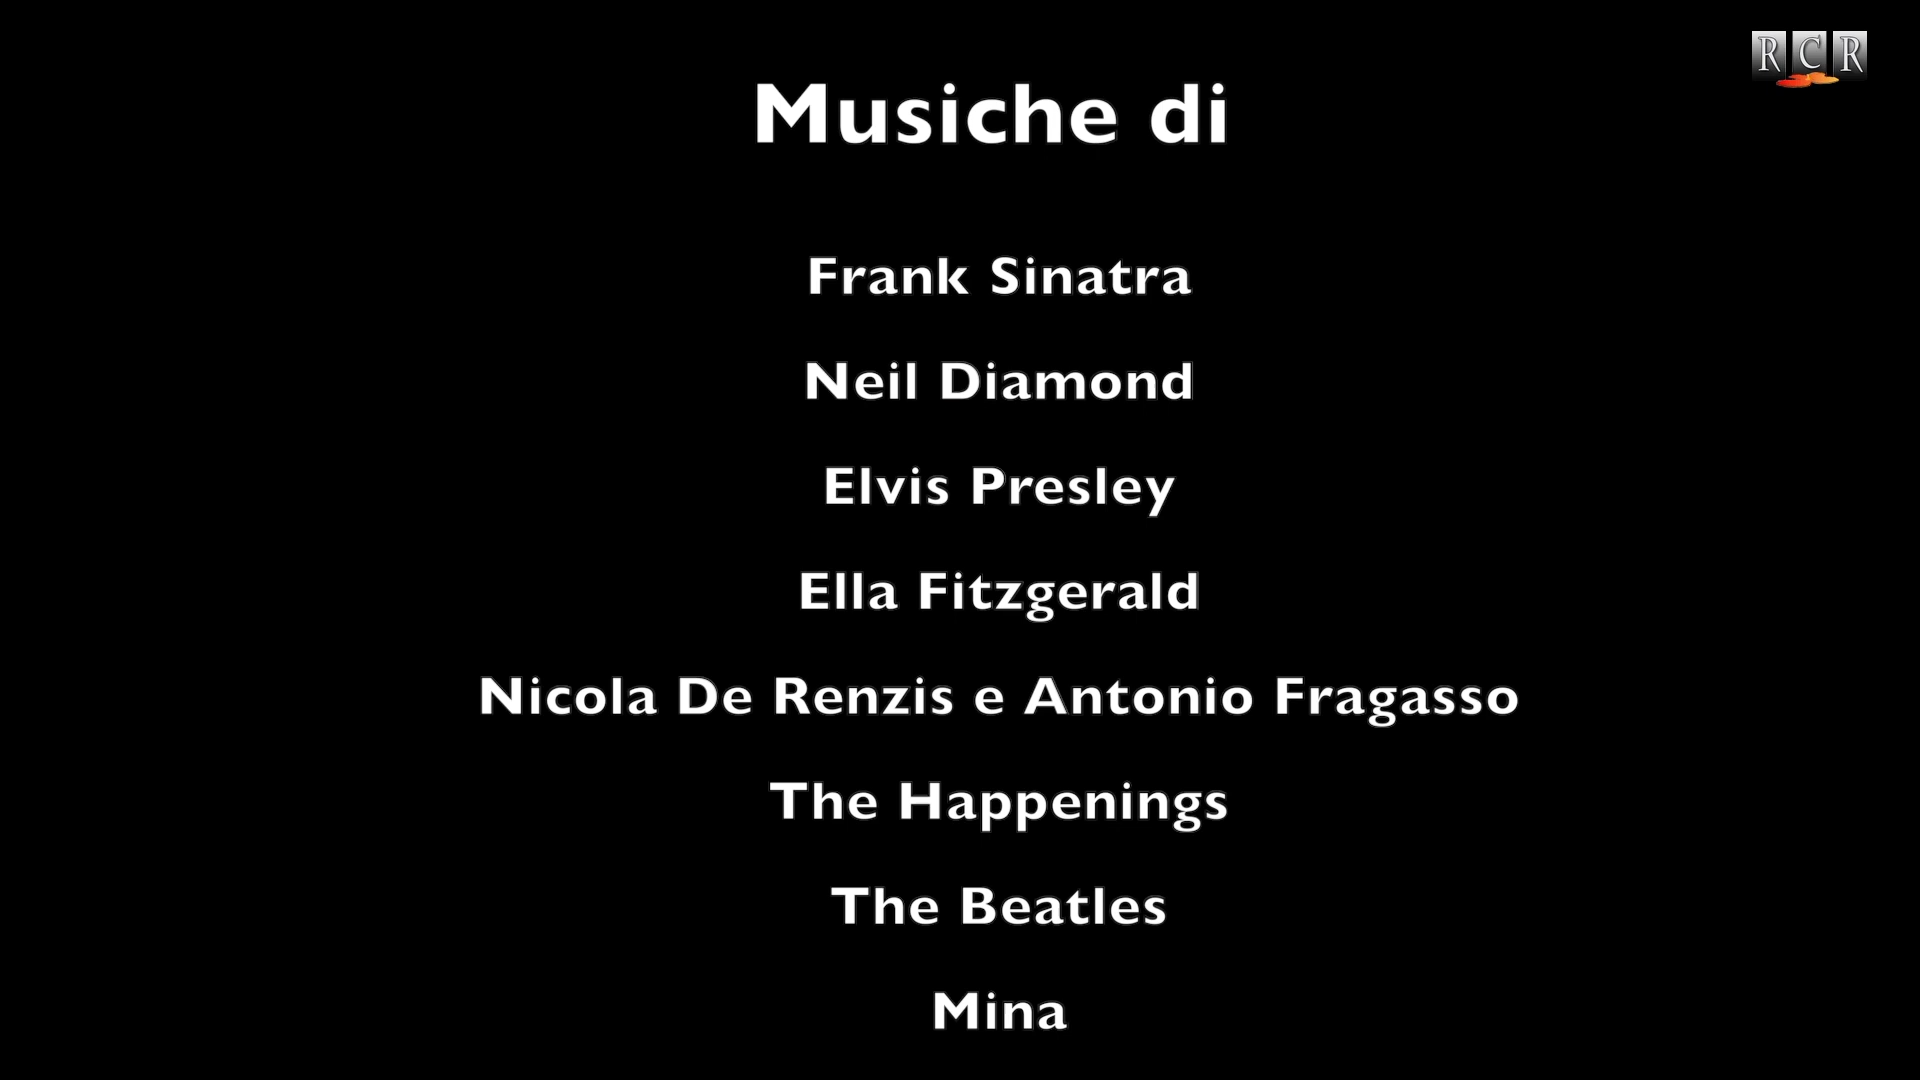 RCR
Musiche di
Frank Sinatra
Neil Diamond
Elvis Presley
Ella Fitzgerald
Nicola De Renzis e Antonio Fragasso
The Happenings
The Beatles
Mina